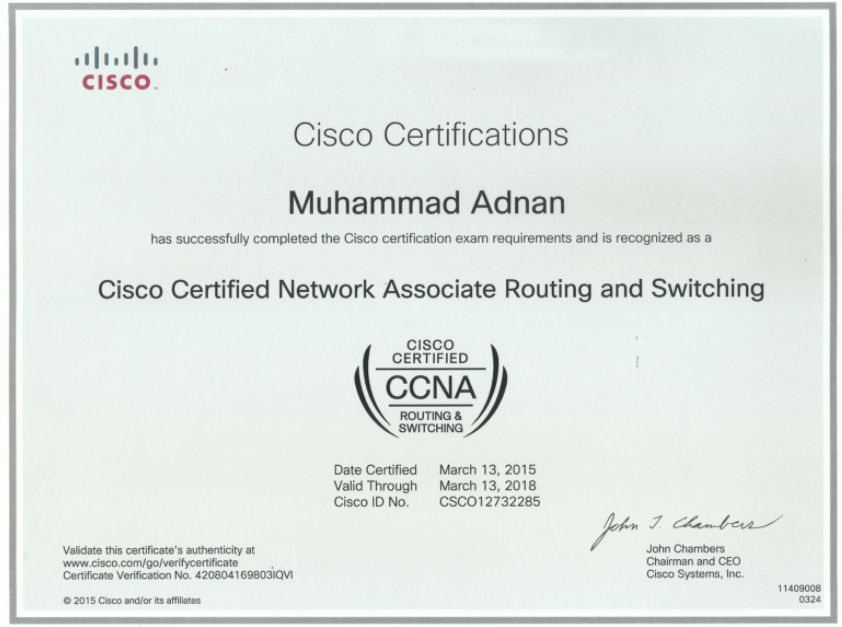 CISCO
Cisco Certifications
Muhammad Adnan
has successfully completed the Cisco certification exam requirements and is recognized as a
Cisco Certified Network Associate Routing and Switching
CISCO
CERTIFIED
CCNA
ROUTING &
SWITCHING
Date Certified March 13, 2015
Valid Through March 13, 2018
Cisco ID No. CSCO12732285
John T. Chambers
Validate this certificate's authenticity at
www.cisco.com/go/verifycertificate
Certificate Verification No. 420804169803IQVI
John Chambers
Chairman and CEO
Cisco Systems, Inc.
© 2015 Cisco and/or its affiliates
11409008
0324